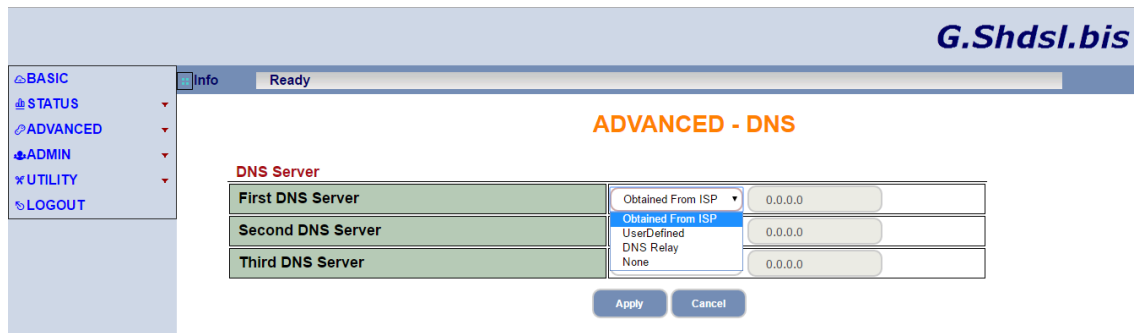 G.Shdsl.bis
BASIC
STATUS
ADVANCED
ADMIN
UTILITY
LOGOUT
Info Ready
ADVANCED - DNS
DNS Server
First DNS Server Obtained From ISP 0.0.0.0
Obtained From ISP
UserDefined
DNS Relay
None
Second DNS Server 0.0.0.0
Third DNS Server 0.0.0.0
Apply Cancel